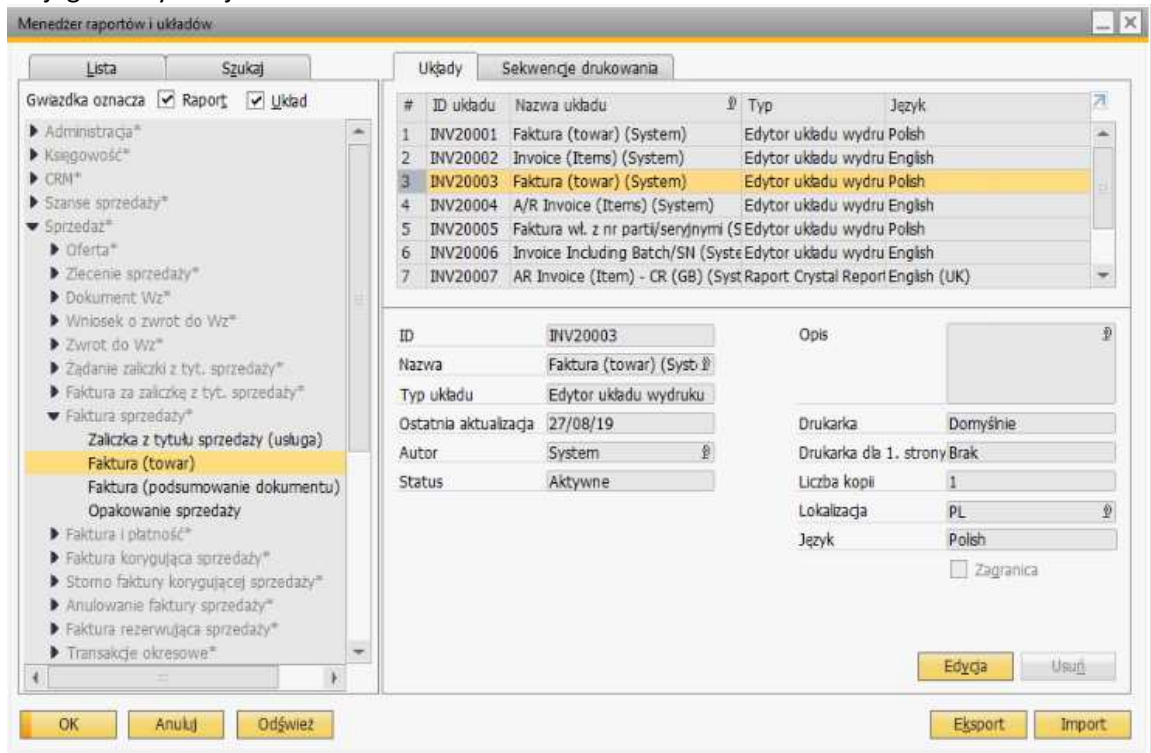 Menedżer raportów i układów
Lista Szukaj
Gwiazdka oznacza Raport Układ
Administracja*
Księgowość*
CRM*
Szanse sprzedaży*
Sprzedaż*
Oferta*
Zlecenie sprzedaży*
Dokument Wz*
Wniosek o zwrot do Wz*
Zwrot do Wz*
Żądanie zaliczki z tyt. sprzedaży*
Faktura za zaliczkę z tyt. sprzedaży*
Faktura sprzedaży*
Zaliczka z tytułu sprzedaży (usługa)
Faktura (towar)
Faktura (podsumowanie dokumentu)
Opakowanie sprzedaży
Faktura i płatność*
Faktura korygująca sprzedaży*
Storno faktury korygującej sprzedaży*
Anulowanie faktury sprzedaży*
Faktura rezerwująca sprzedaży*
Transakcje okresowe*
Układy Sekwencje drukowania
# ID układu Nazwa układu Typ Język
1 INV20001 Faktura (towar) (System) Edytor układu wydru Polish
2 INV20002 Invoice (Items) (System) Edytor układu wydru English
3 INV20003 Faktura (towar) (System) Edytor układu wydru Polish
4 INV20004 A/R Invoice (Items) (System) Edytor układu wydru English
5 INV20005 Faktura wł. z nr partii/seryjnymi (S Edytor układu wydru Polish
6 INV20006 Invoice Including Batch/SN (Syste Edytor układu wydru English
7 INV20007 AR Invoice (Item) - CR (GB) (Syst Raport Crystal Report English (UK)
ID INV20003
Nazwa Faktura (towar) (Syst
Typ układu Edytor układu wydruku
Ostatnia aktualizacja 27/08/19
Autor System
Status Aktywne
Opis
Drukarka Domyślnie
Drukarka dla 1. strony Brak
Liczba kopii 1
Lokalizacja PL
Język Polish
Zagranica
Edycja Usuń
OK Anuluj Odśwież Eksport Import